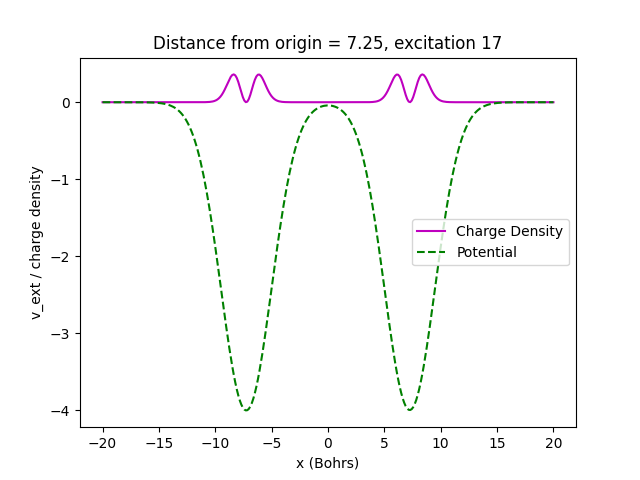 Distance from origin = 7.25, excitation 17
v_ext / charge density
0
−1
−2
−3
−4
Charge Density
Potential
−20 −15 −10 −5 0 5 10 15 20
x (Bohrs)